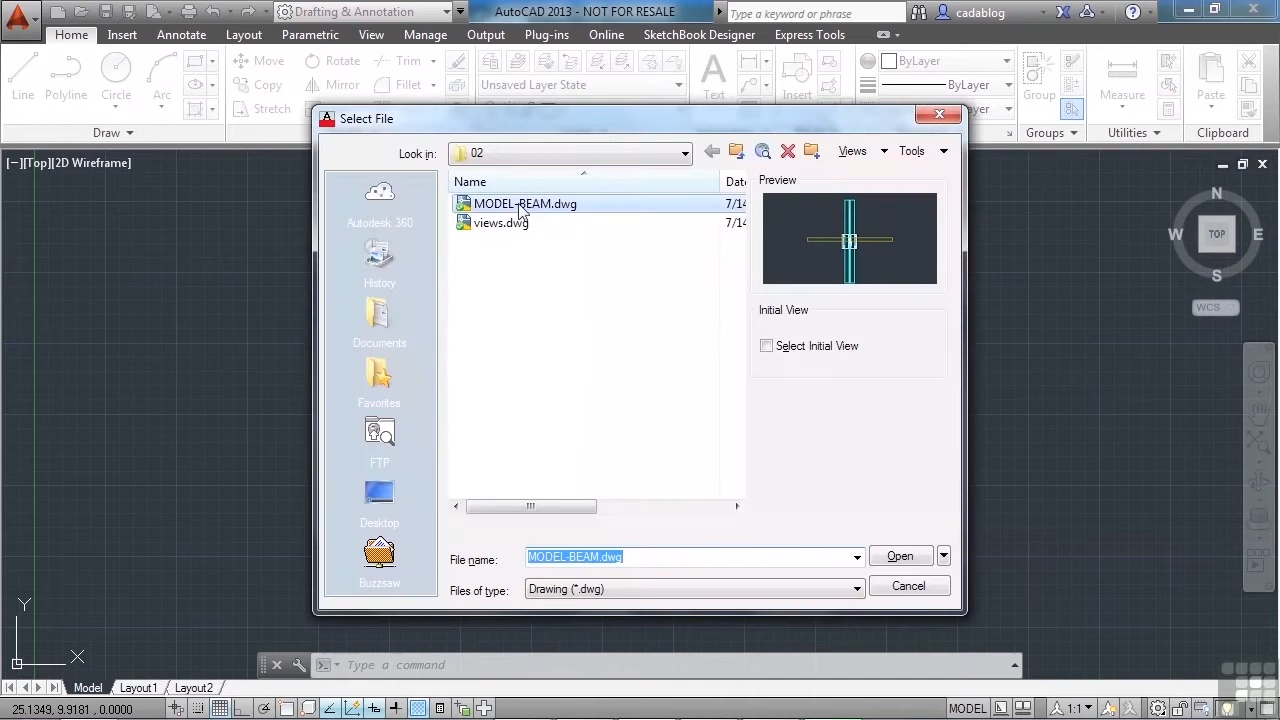 Drafting & Annotation
AutoCAD 2013 - NOT FOR RESALE
Type a keyword or phrase
cadablog
Home Insert Annotate Layout Parametric View Manage Output Plug-ins Online SketchBook Designer Express Tools
Line Polyline Circle Arc
Move Rotate Trim
Copy Mirror Fillet
Stretch
Unsaved Layer State
Text
Insert
ByLayer
ByLayer
ByLayer
Group
Measure
Paste
Draw
Groups
Utilities
Clipboard
[−][Top][2D Wireframe]
Select File
Look in:
02
Views
Tools
Name
Date
MODEL-BEAM.dwg
7/14
views.dwg
7/14
Autodesk 360
History
Documents
Favorites
FTP
Desktop
Buzzsaw
Preview
Initial View
Select Initial View
File name:
MODEL-BEAM.dwg
Open
Files of type:
Drawing (*.dwg)
Cancel
N
W
TOP
E
S
WCS
Y
X
Type a command
Model Layout1 Layout2
25.1349, 9.9181 , 0.0000
MODEL
1:1